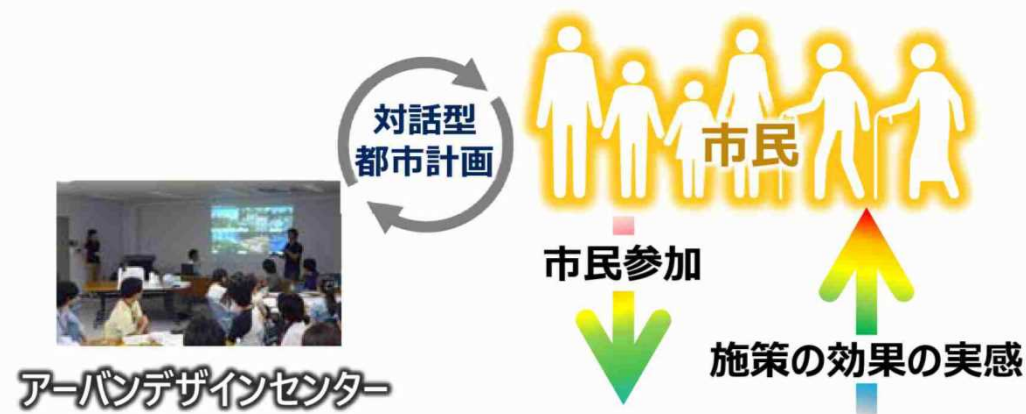 対話型
都市計画
市民
市民参加
施策の効果の実感
アーバンデザインセンター